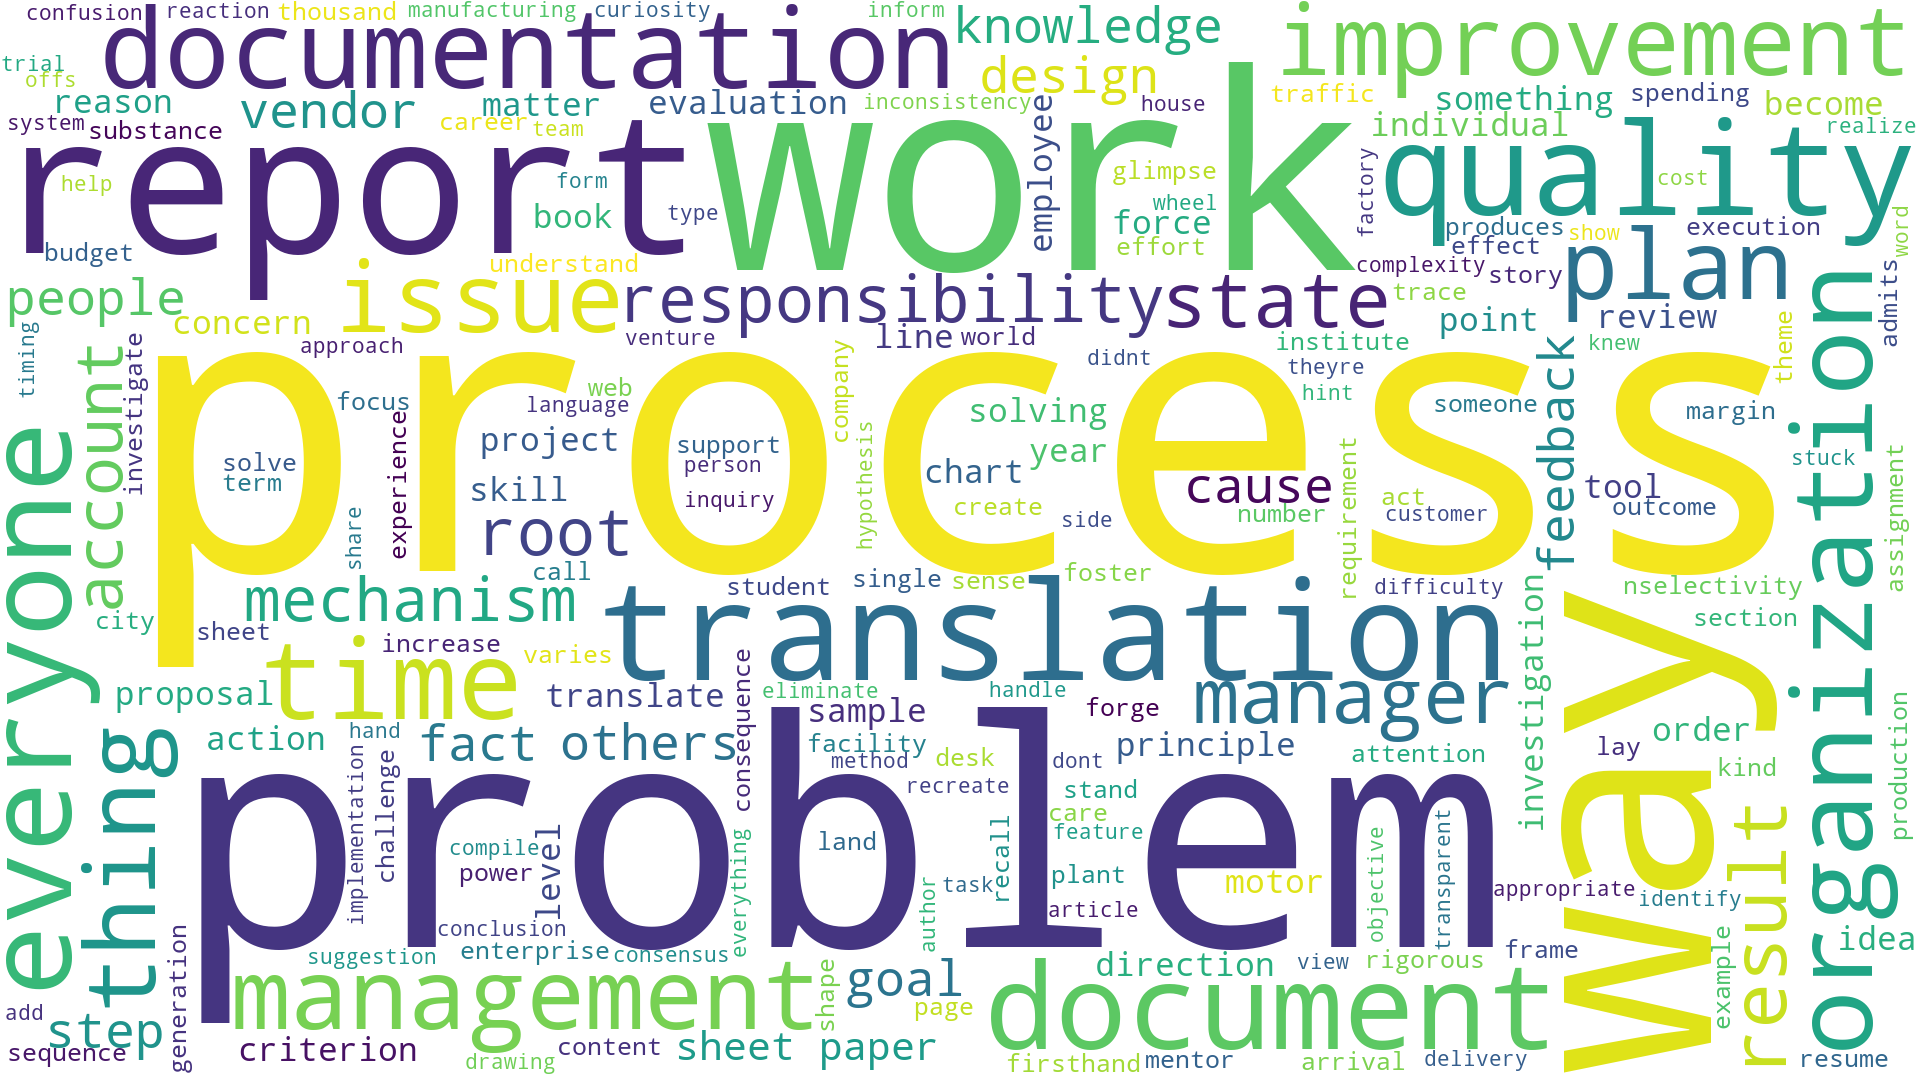 confusion reaction thousand manufacturing curiosity inform
documentation knowledge improvement
trial offs design
reason vendor matter evaluation inconsistency house traffic something spending become
system substance career team employee individual realize
report work quality
help form glimpse factory cost
book type wheel force produces show execution word
budget understand effort effect plan
people issue responsibility state complexity story admits
concern trace point review
timing investigate approach venture line world institute knew theme
account company didnt theyre hint feedback
process
focus web language solving someone margin organization
everyone experience project support year
solve person hypothesis chart cause requirement stuck
term skill inquiry create act tool
root side number customer outcome assignment
share call
mechanism student single sense foster difficulty nselectivity
city sheet translation investigation section
increase varies
time way
proposal translate consequence eliminate handle manager
thing action hand fact others sample forge
facility principle order
implementation challenge method desk dont attention lay
problem recreate stand kind production
care
compile level everything land recall feature objective transparent result
power author task plant motor appropriate identify
article
conclusion
generation suggestion enterprise consensus direction view rigorous frame idea
management shape goal document example
add step page
sequence criterion drawing content sheet paper firsthand mentor arrival delivery resume